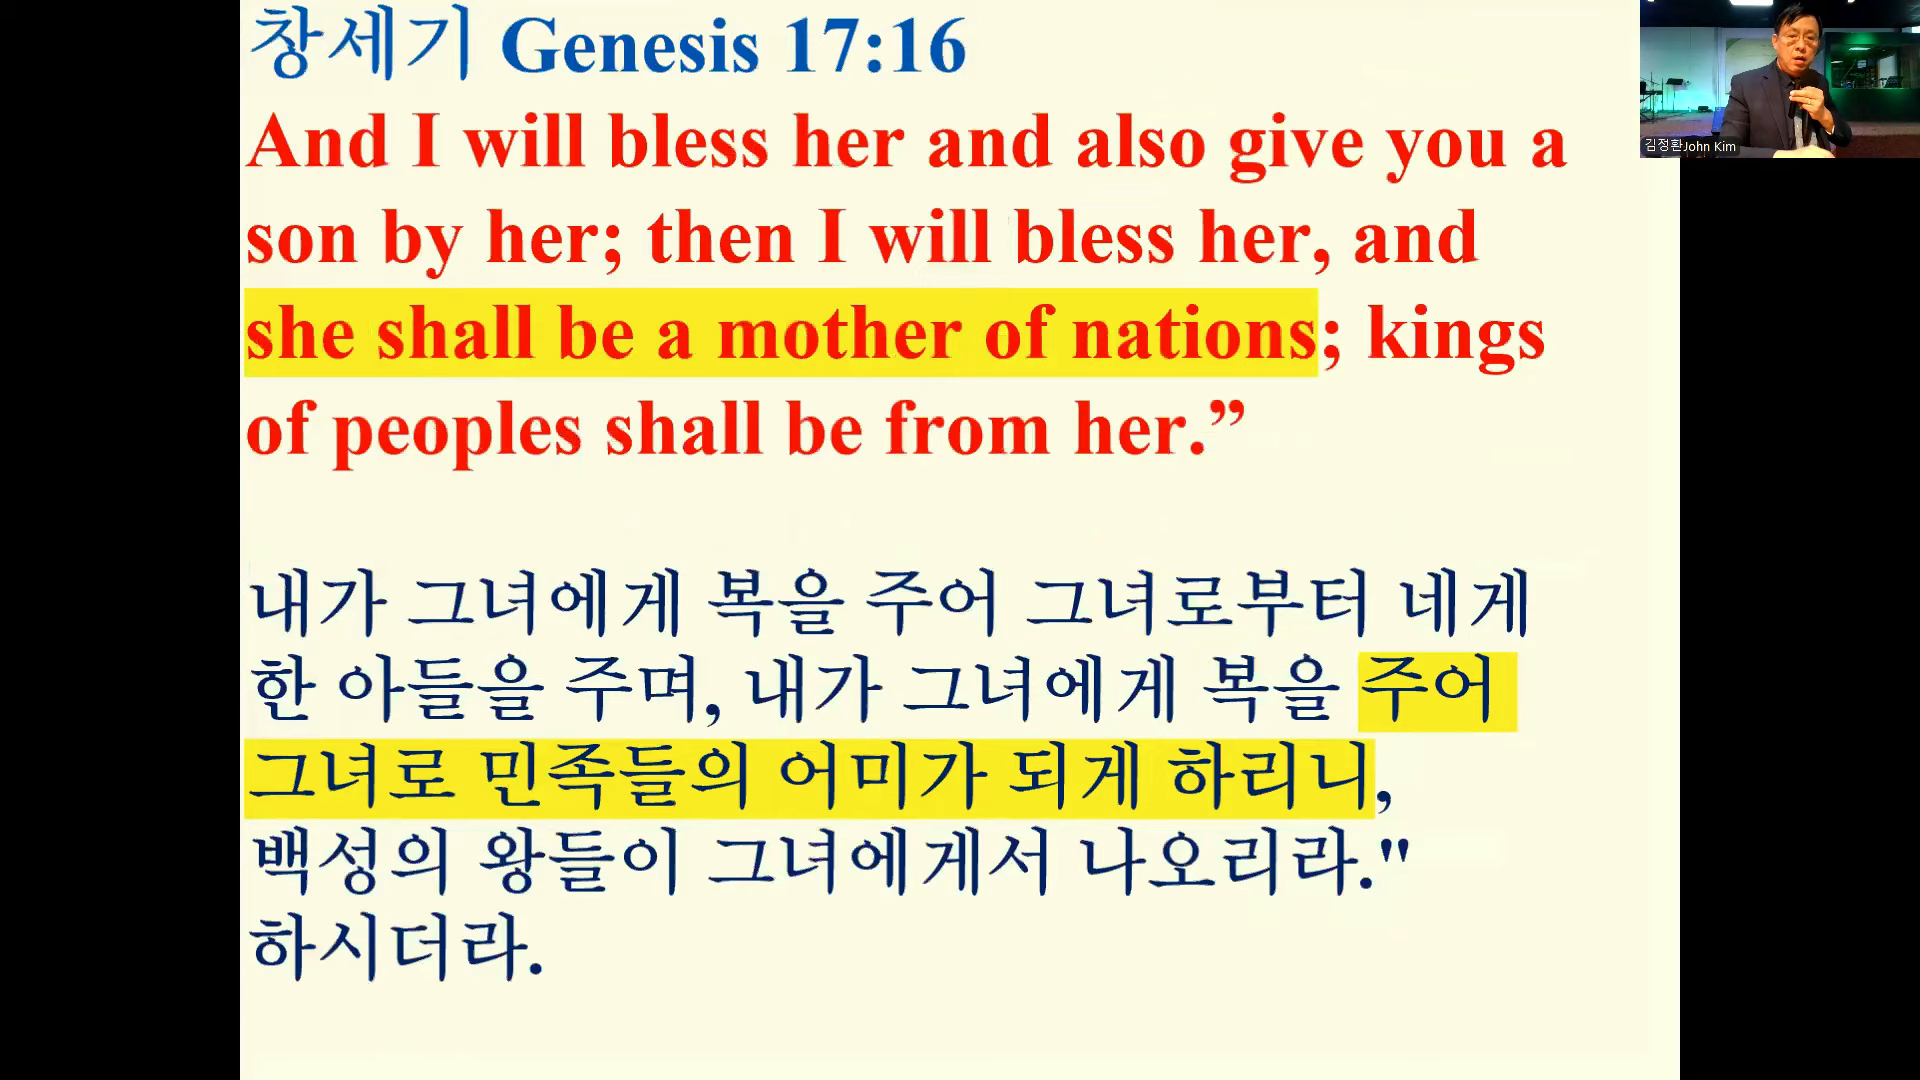 창세기 Genesis 17:16
And I will bless her and also give you a
son by her; then I will bless her, and
she shall be a mother of nations; kings
of peoples shall be from her.”
내가 그녀에게 복을 주어 그녀로부터 네게
한 아들을 주며, 내가 그녀에게 복을 주어
그녀로 민족들의 어미가 되게 하리니,
백성의 왕들이 그녀에게서 나오리라."
하시더라.
김정환John Kim